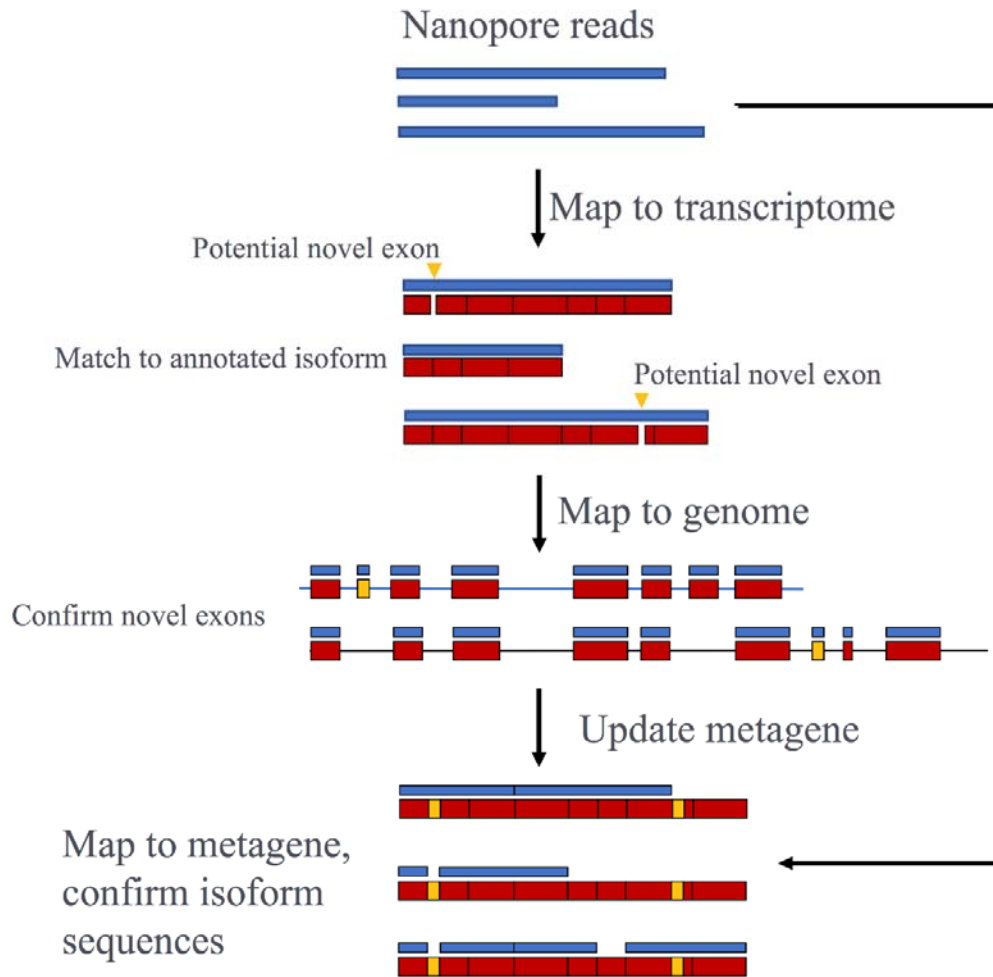 Nanopore reads
Map to transcriptome
Potential novel exon
Match to annotated isoform
Potential novel exon
Map to genome
Confirm novel exons
Update metagene
Map to metagene,
confirm isoform
sequences